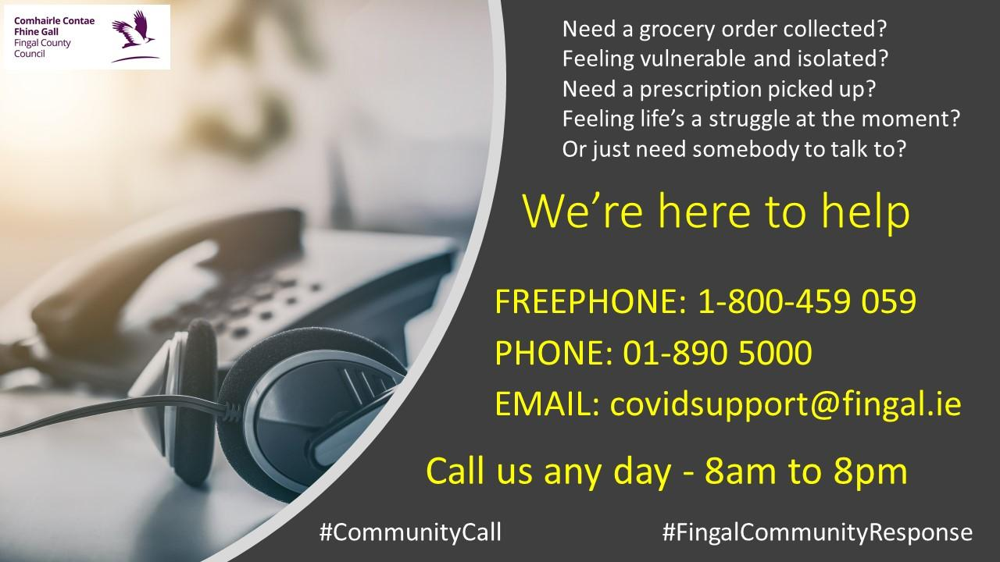 Comhairle Contae
Fhine Gall
Fingal County
Council
Need a grocery order collected?
Feeling vulnerable and isolated?
Need a prescription picked up?
Feeling life’s a struggle at the moment?
Or just need somebody to talk to?
We’re here to help
FREEPHONE: 1-800-459 059
PHONE: 01-890 5000
EMAIL: covidsupport@fingal.ie
Call us any day - 8am to 8pm
#CommunityCall
#FingalCommunityResponse